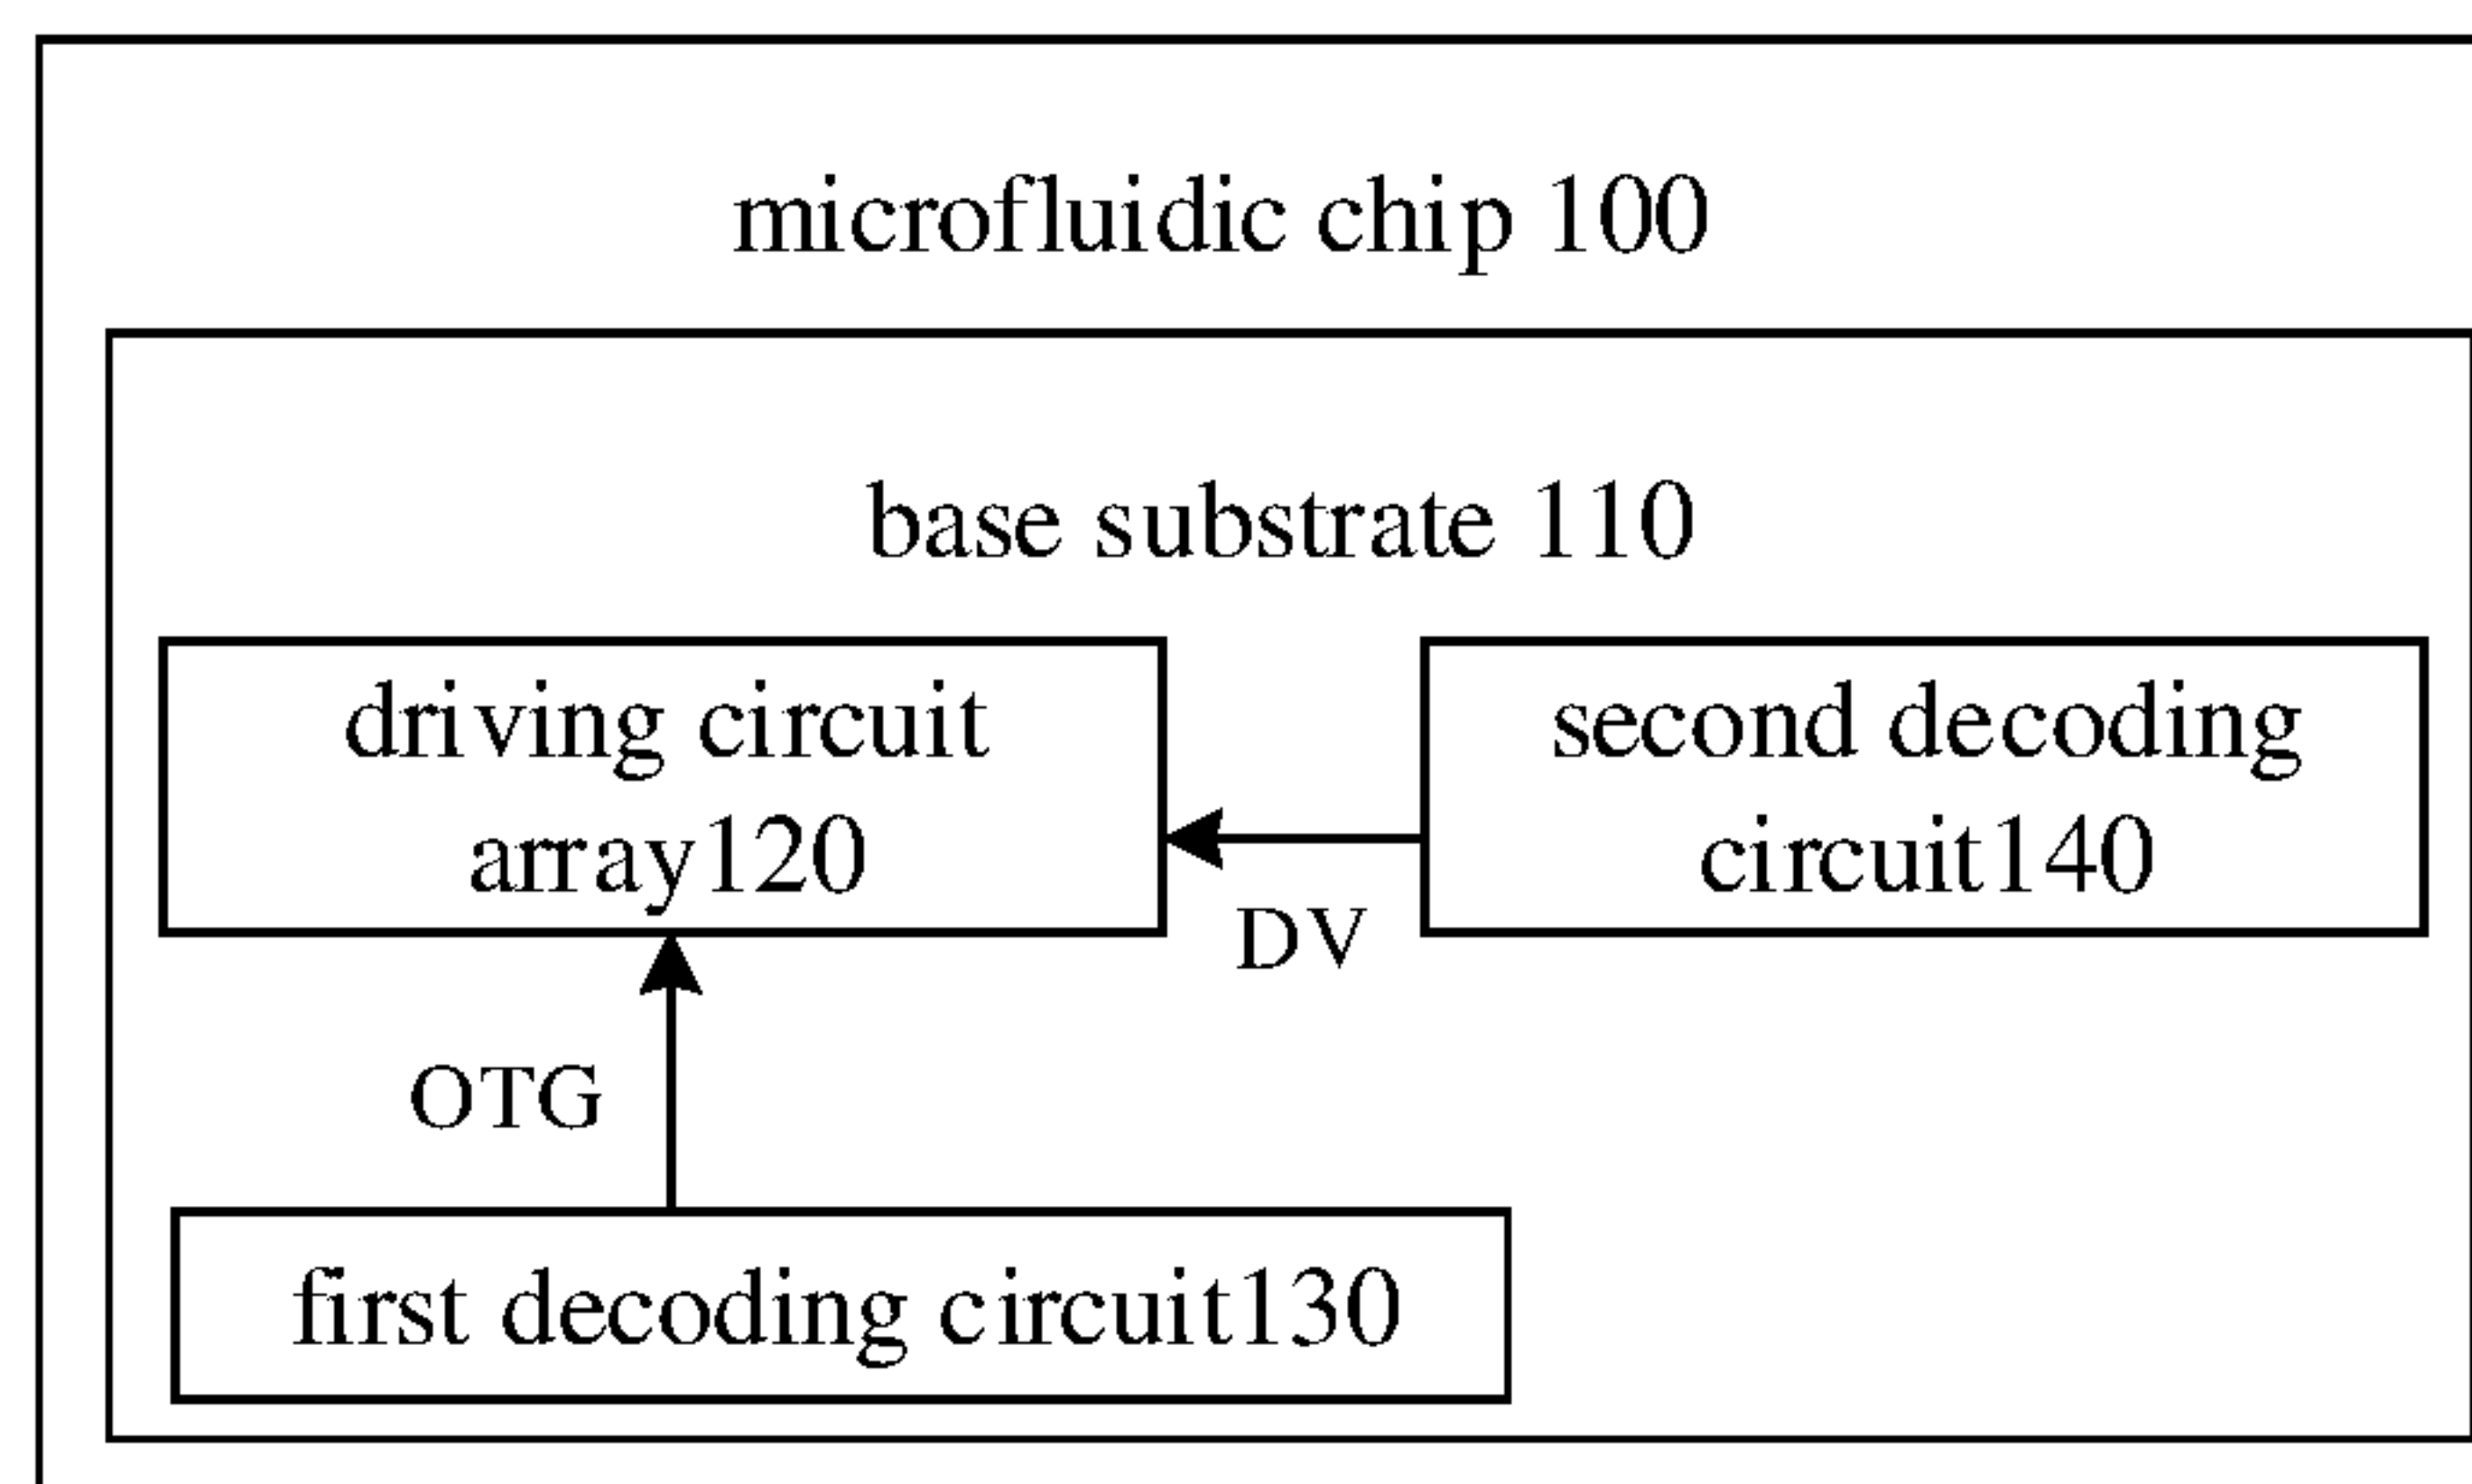 microfluidic chip 100
base substrate 110
driving circuit
array120
second decoding
circuit140
DV
OTG
first decoding circuit130